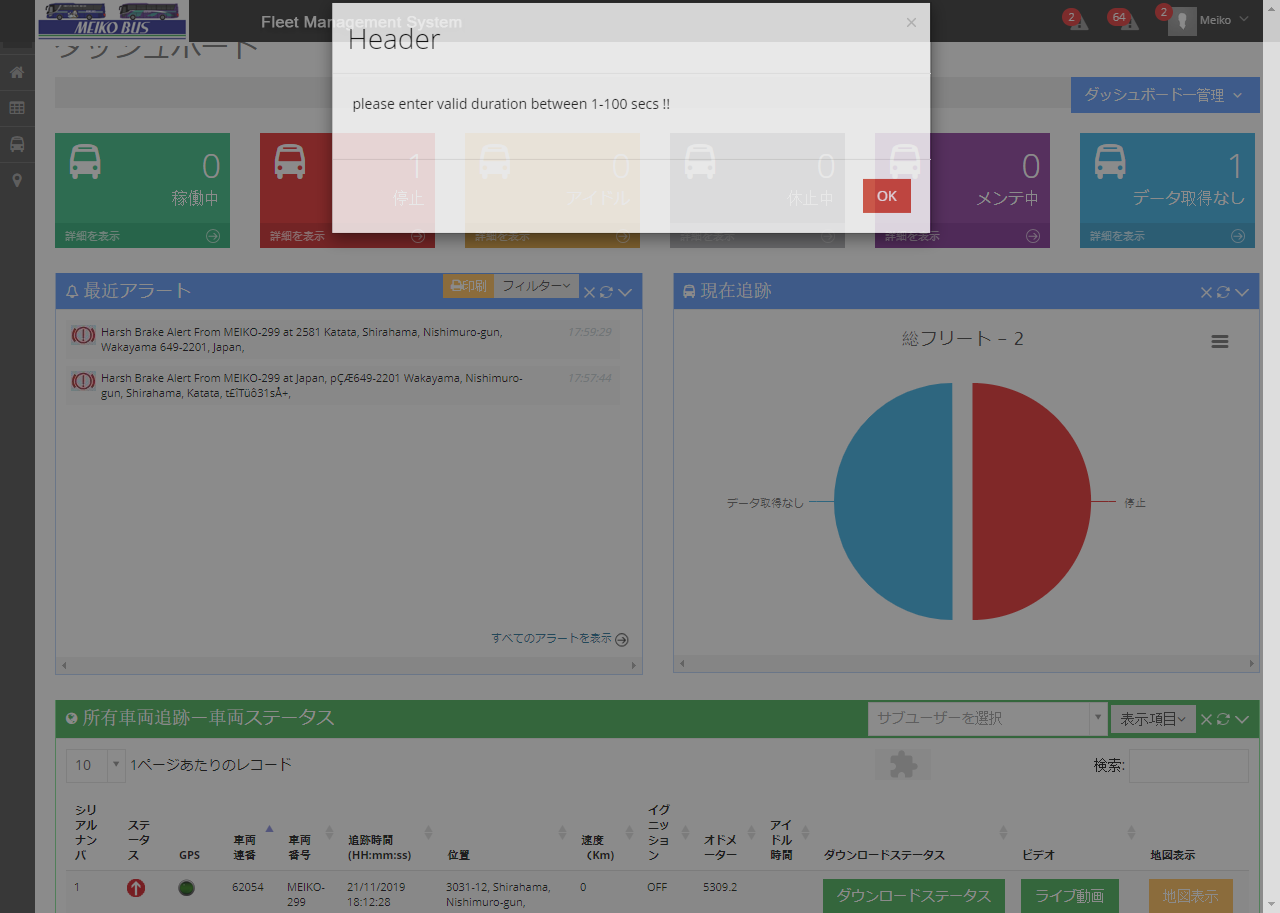 MEIKO BUS
Fleet Management System
2
64
2
Meiko
ダッシュボード
Header
×
please enter valid duration between 1-100 secs !!
OK
ダッシュボードー管理
0
稼働中
詳細を表示
1
停止
詳細を表示
0
アイドル
詳細を表示
0
休止中
詳細を表示
0
メンテ中
詳細を表示
1
データ取得なし
詳細を表示
最近アラート
印刷
フィルター
Harsh Brake Alert From MEIKO-299 at 2581 Katata, Shirahama, Nishimuro-gun,
Wakayama 649-2201, Japan,
17:59:29
Harsh Brake Alert From MEIKO-299 at Japan, pÇÆ649-2201 Wakayama, Nishimuro-
gun, Shirahama, Katata, t£îTüô31sÅ+,
17:57:44
すべてのアラートを表示
現在追跡
総フリート – 2
データ取得なし
停止
所有車両追跡ー車両ステータス
サブユーザーを選択
表示項目
10
1ページあたりのレコード
検索:
シリ
アルナン
バ
ステ
ータ
ス
GPS
車両
連番
車両
番号
追跡時間
(HH:mm:ss)
位置
速度
(Km)
イグ
ニッ
ショ
ン
オドメ
ーター
アイ
ドル
時間
ダウンロードステータス
ビデオ
地図表示
1
62054
MEIKO-
299
21/11/2019
18:12:28
3031-12, Shirahama,
Nishimuro-gun,
0
OFF
5309.2
ダウンロードステータス
ライブ動画
地図表示